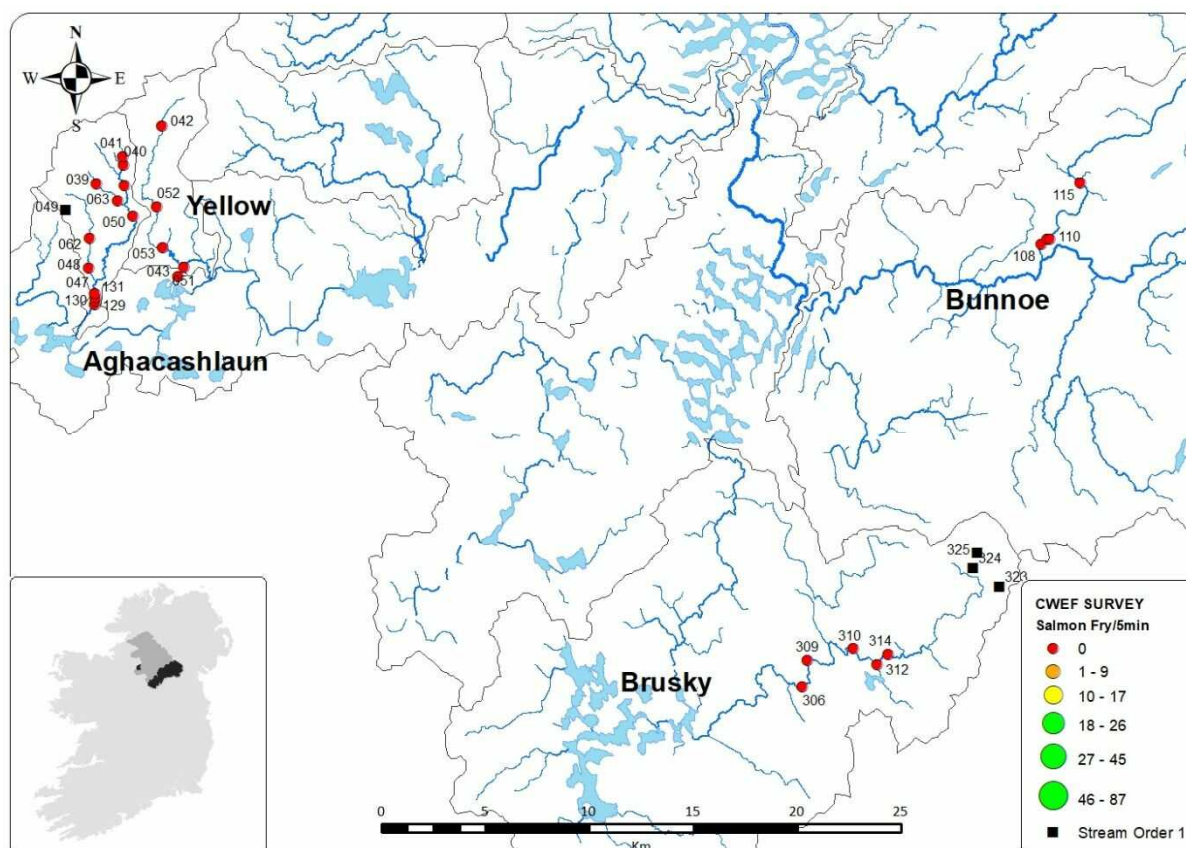 N
W E
S
042
041
040
039
052
Yellow
063
049
050
062
053
048
043
051
047
131
130
129
Aghacashlaun
115
110
108
Bunnoe
325
324
323
310
314
309
312
Brusky
306
CWEF SURVEY
Salmon Fry/5min
0
1 - 9
10 - 17
18 - 26
27 - 45
46 - 87
Stream Order 1
0 5 10 15 20 25
Km